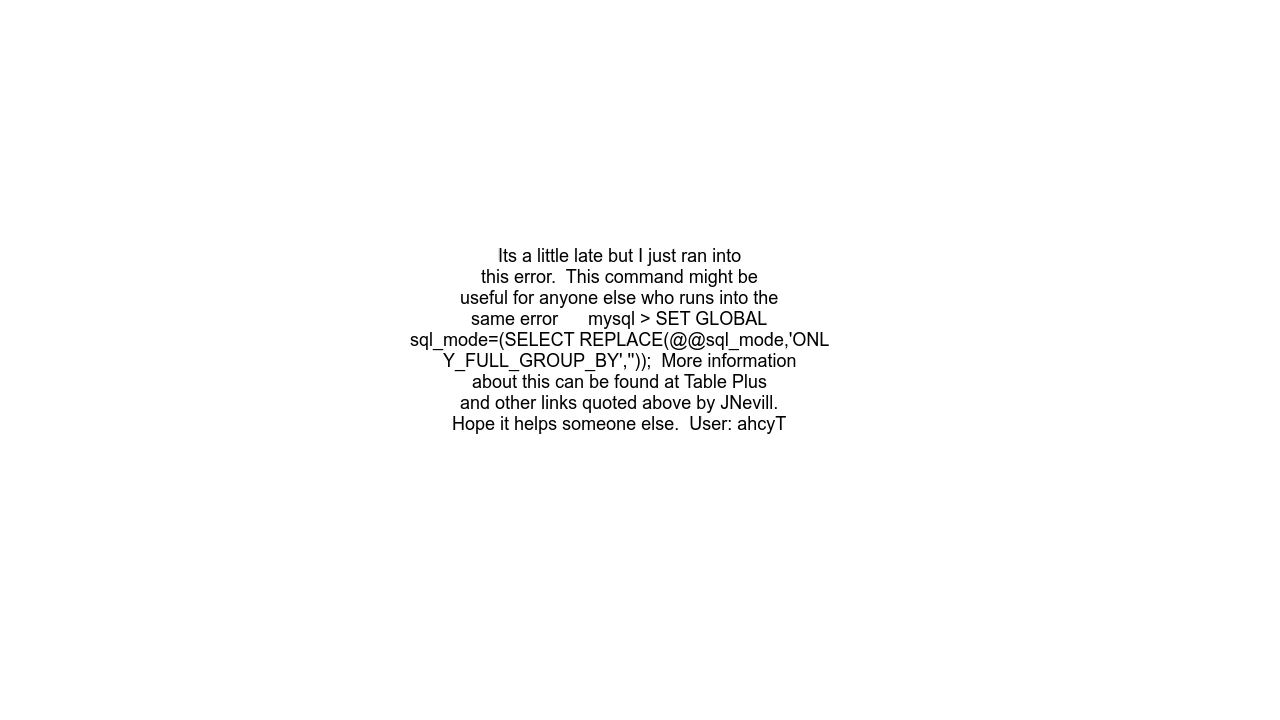 Its a little late but I just ran into
this error.  This command might be
useful for anyone else who runs into the
same error      mysql > SET GLOBAL
sql_mode=(SELECT REPLACE(@@sql_mode,'ONL
Y_FULL_GROUP_BY',''));  More information
about this can be found at Table Plus
and other links quoted above by JNevill.
Hope it helps someone else.  User: ahcyT